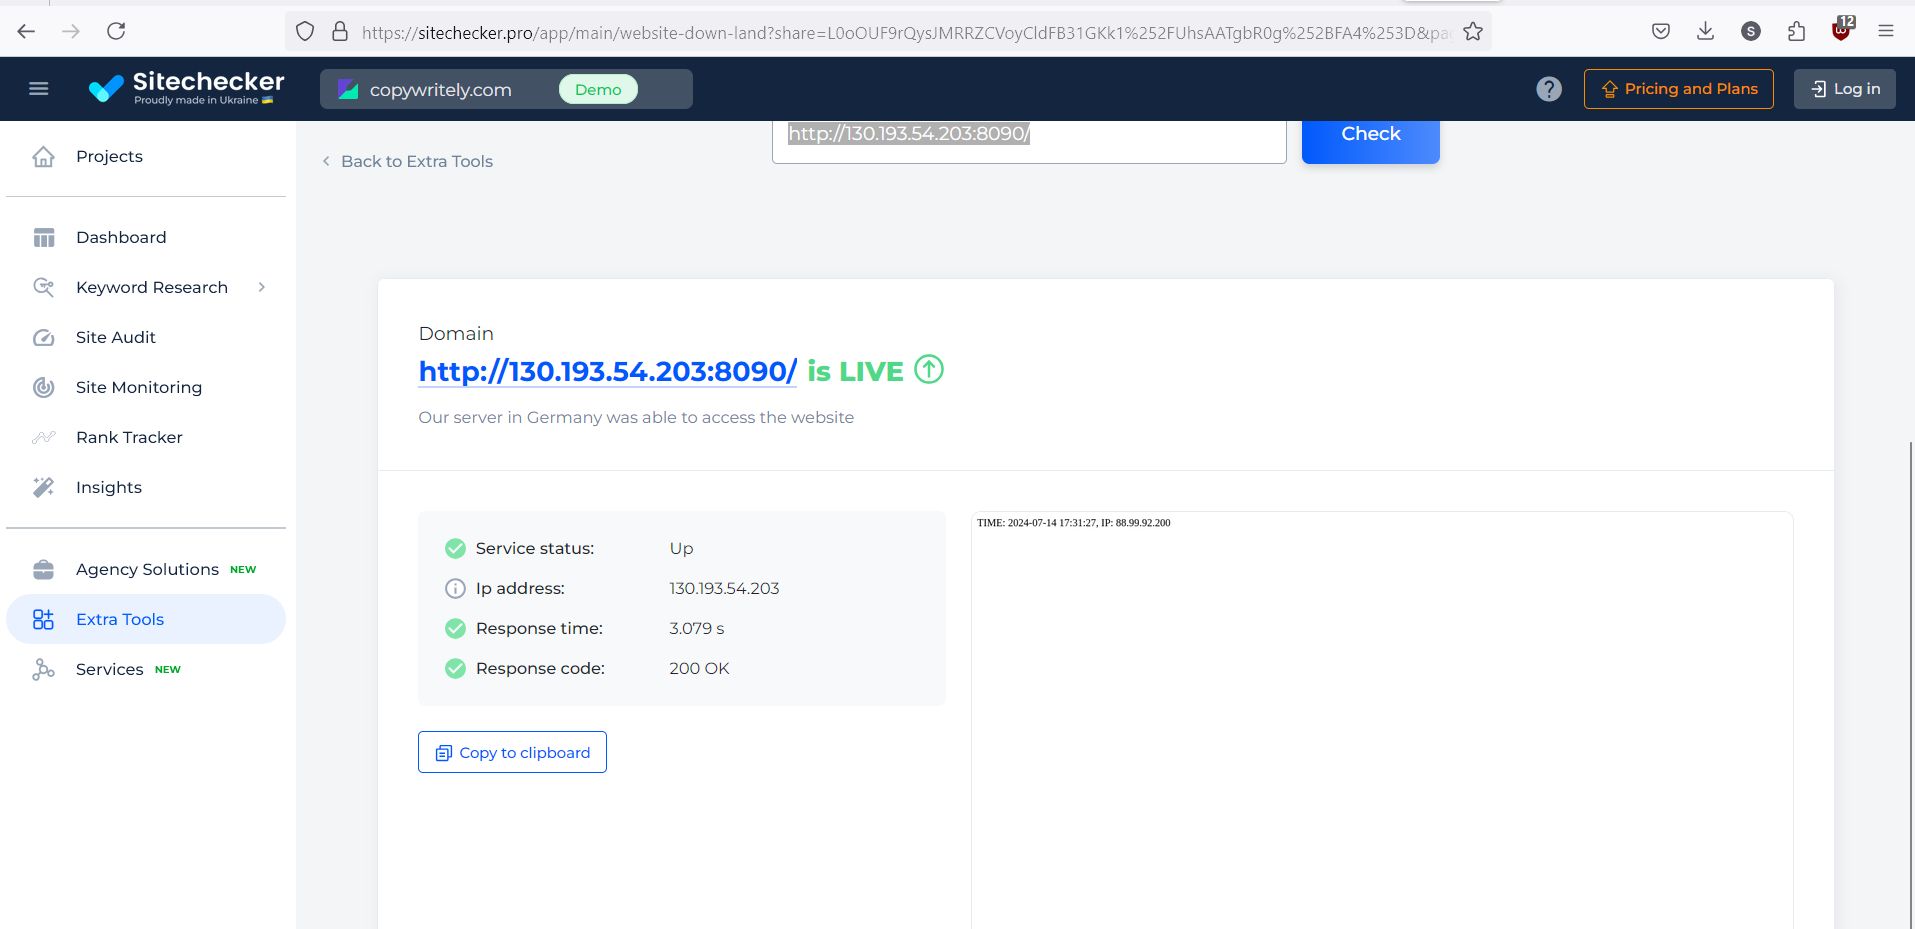 https://sitechecker.pro/app/main/website-down-land?share=L0oOUF9rQysJMRRZCVoyCldFB31GKk1%252FUhsAATgbR0g%252BFA4%253D&pa
S
12
Sitechecker
Proudly made in Ukraine
copywritely.com
Demo
?
Pricing and Plans
Log in
Projects
Dashboard
Keyword Research
Site Audit
Site Monitoring
Rank Tracker
Insights
Agency Solutions NEW
Extra Tools
Services NEW
Back to Extra Tools
http://130.193.54.203:8090/
Check
Domain
http://130.193.54.203:8090/ is LIVE
Our server in Germany was able to access the website
Service status: Up
Ip address: 130.193.54.203
Response time: 3.079 s
Response code: 200 OK
Copy to clipboard
TIME: 2024-07-14 17:31:27, IP: 88.99.92.200